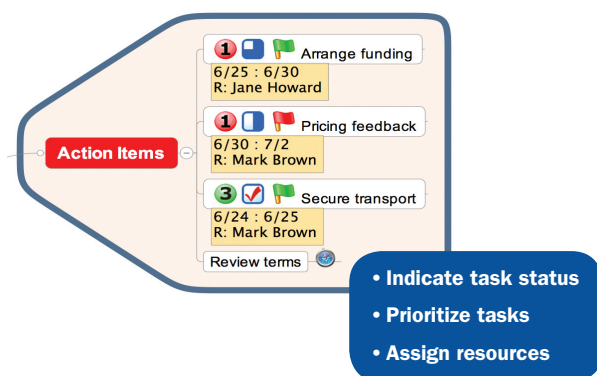 1 Arrange funding
6/25 : 6/30
R: Jane Howard
1 Pricing feedback
6/30 : 7/2
R: Mark Brown
Action Items
3 Secure transport
6/24 : 6/25
R: Mark Brown
Review terms
• Indicate task status
• Prioritize tasks
• Assign resources